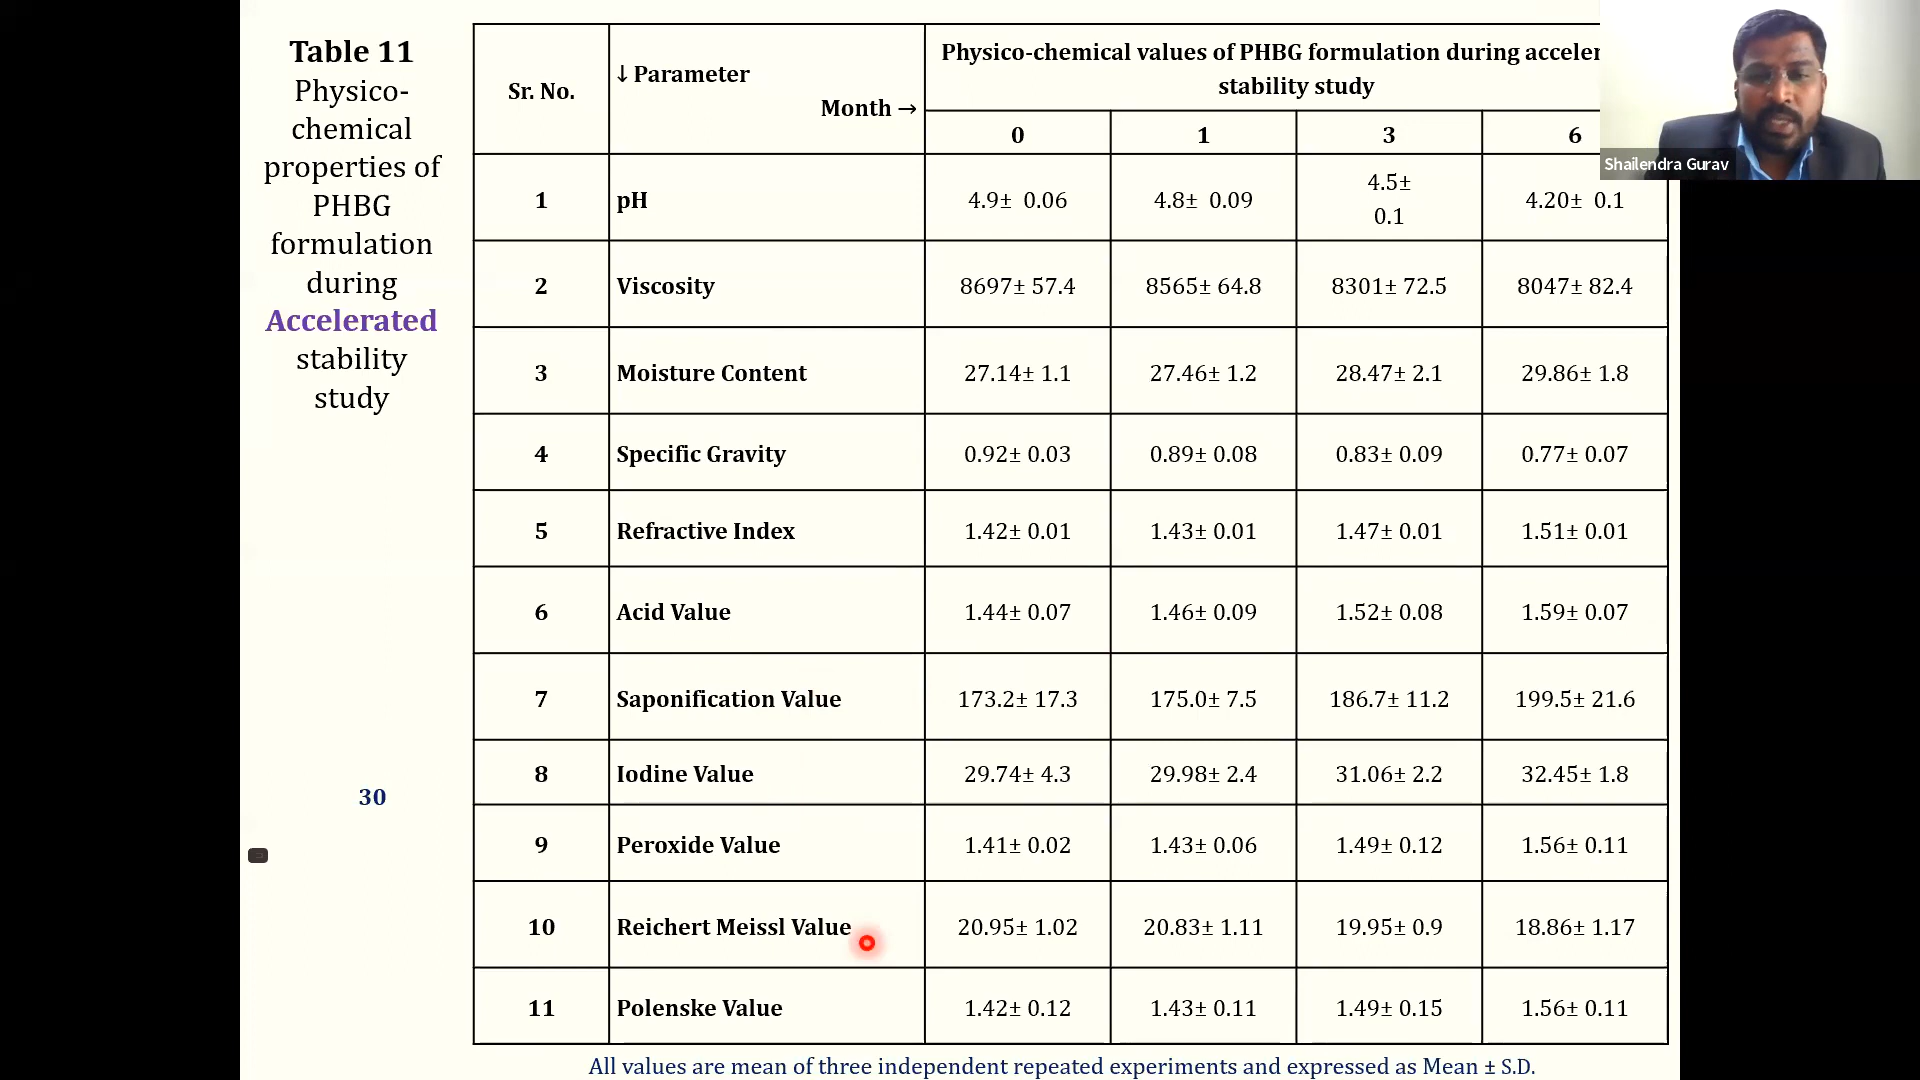 Table 11
Physico-
chemical
properties of
PHBG
formulation
during
Accelerated
stability
study
30
Sr. No.
↓ Parameter
Month →
Physico-chemical values of PHBG formulation during acceler
stability study
0 1 3 6
1 pH 4.9± 0.06 4.8± 0.09 4.5± 0.1 4.20± 0.1
2 Viscosity 8697± 57.4 8565± 64.8 8301± 72.5 8047± 82.4
3 Moisture Content 27.14± 1.1 27.46± 1.2 28.47± 2.1 29.86± 1.8
4 Specific Gravity 0.92± 0.03 0.89± 0.08 0.83± 0.09 0.77± 0.07
5 Refractive Index 1.42± 0.01 1.43± 0.01 1.47± 0.01 1.51± 0.01
6 Acid Value 1.44± 0.07 1.46± 0.09 1.52± 0.08 1.59± 0.07
7 Saponification Value 173.2± 17.3 175.0± 7.5 186.7± 11.2 199.5± 21.6
8 Iodine Value 29.74± 4.3 29.98± 2.4 31.06± 2.2 32.45± 1.8
9 Peroxide Value 1.41± 0.02 1.43± 0.06 1.49± 0.12 1.56± 0.11
10 Reichert Meissl Value 20.95± 1.02 20.83± 1.11 19.95± 0.9 18.86± 1.17
11 Polenske Value 1.42± 0.12 1.43± 0.11 1.49± 0.15 1.56± 0.11
All values are mean of three independent repeated experiments and expressed as Mean ± S.D.
Shailendra Gurav